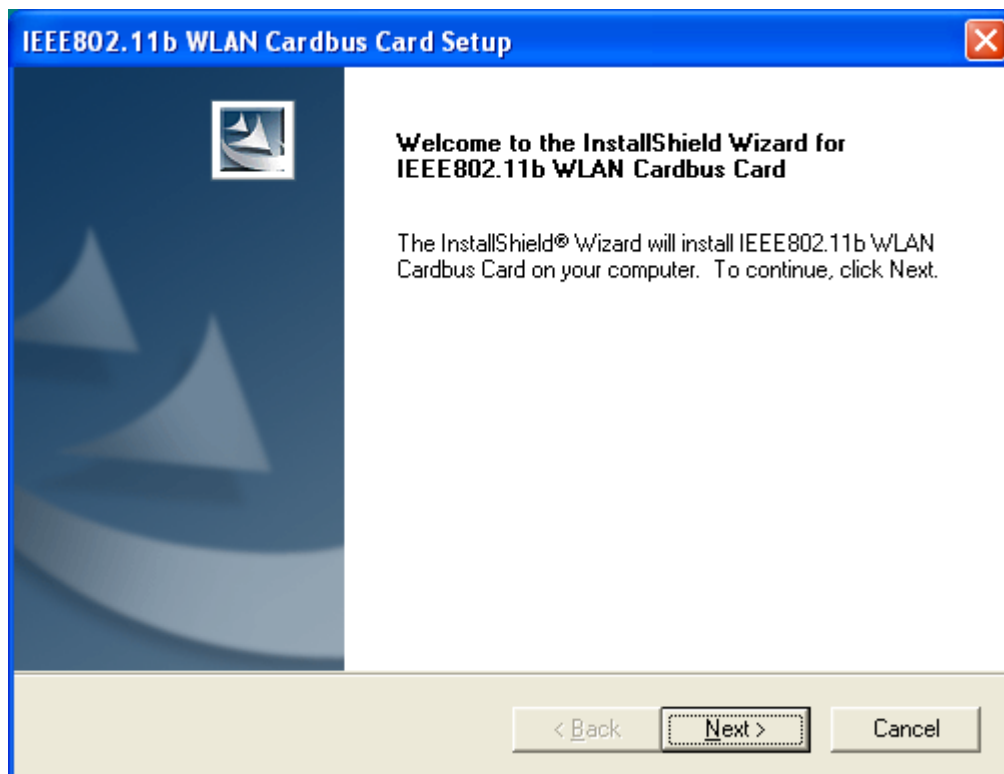 IEEE802.11b WLAN Cardbus Card Setup
Welcome to the InstallShield Wizard for
IEEE802.11b WLAN Cardbus Card
The InstallShield® Wizard will install IEEE802.11b WLAN
Cardbus Card on your computer.  To continue, click Next.
< Back
Next >
Cancel